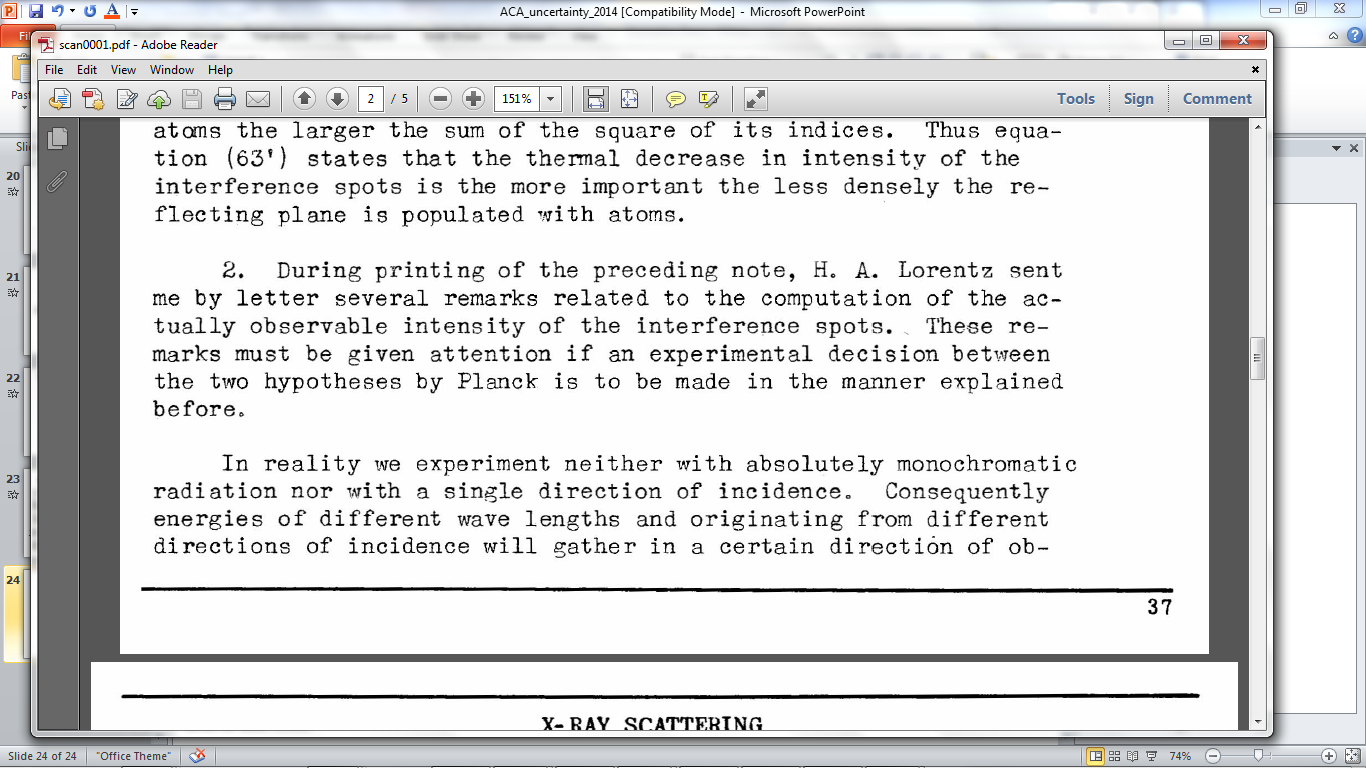 ACA_uncertainty_2014 [Compatibility Mode] - Microsoft PowerPoint
scan0001.pdf - Adobe Reader
File Edit View Window Help
2 / 5 151% Tools Sign Comment
atoms the larger the sum of the square of its indices. Thus equa-
tion (63') states that the thermal decrease in intensity of the
interference spots is the more important the less densely the re-
flecting plane is populated with atoms.
2. During printing of the preceding note, H. A. Lorentz sent
me by letter several remarks related to the computation of the ac-
tually observable intensity of the interference spots. These re-
marks must be given attention if an experimental decision between
the two hypotheses by Planck is to be made in the manner explained
before.
In reality we experiment neither with absolutely monochromatic
radiation nor with a single direction of incidence. Consequently
energies of different wave lengths and originating from different
directions of incidence will gather in a certain direction of ob-
37
X-RAY SCATTERING
20
21
22
23
24
Slide 24 of 24 "Office Theme" 74%